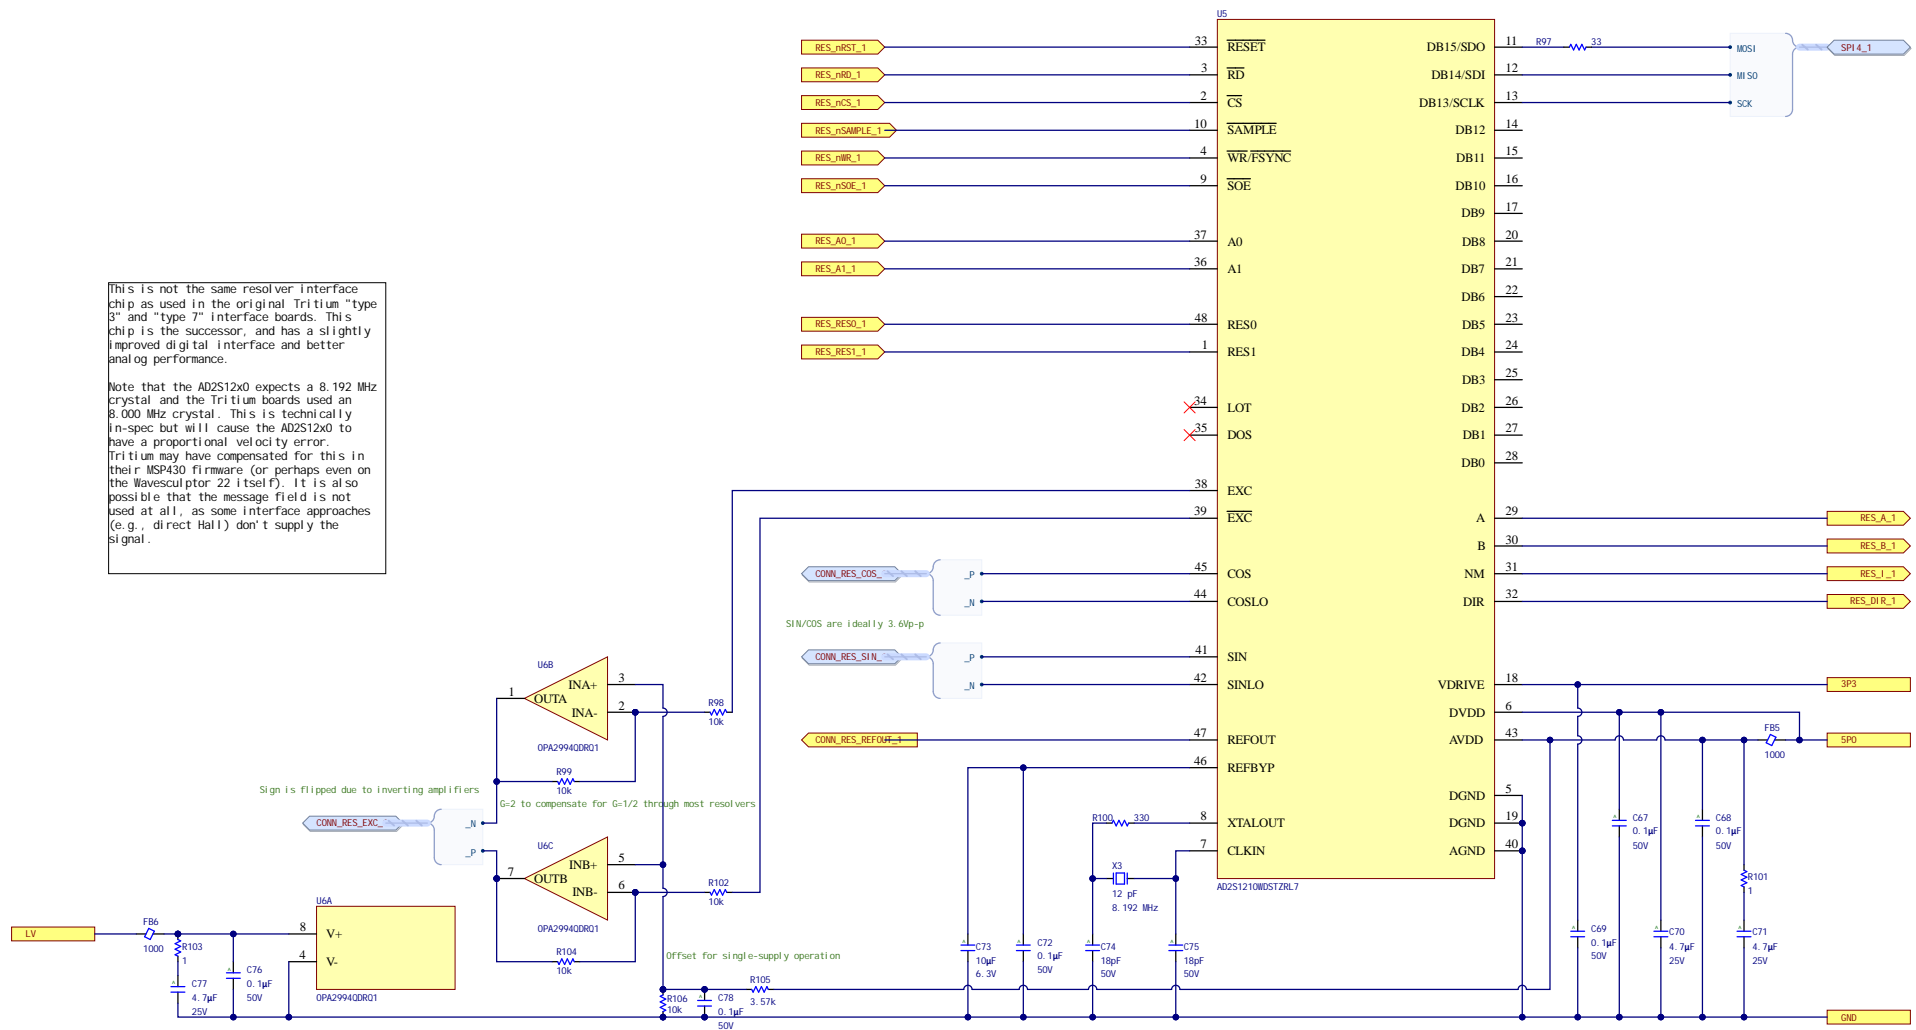 U5
RES_nRST_1
33
RESET
DB15/SDO
11
R97
33
MOSI
SPI4_1
RES_nRD_1
3
RD
DB14/SDI
12
MISO
RES_nCS_1
2
CS
DB13/SCLK
13
SCK
RES_nSAMPLE_1
10
SAMPLE
DB12
14
RES_nWR_1
4
WR/FSYNC
DB11
15
RES_nSOE_1
9
SOE
DB10
16
DB9
17
RES_A0_1
37
A0
DB8
20
RES_A1_1
36
A1
DB7
21
DB6
22
RES_RES0_1
48
RES0
DB5
23
RES_RES1_1
1
RES1
DB4
24
DB3
25
34
LOT
DB2
26
35
DOS
DB1
27
DB0
28
This is not the same resolver interface
chip as used in the original Tritium "type
3" and "type 7" interface boards. This
chip is the successor, and has a slightly
improved digital interface and better
analog performance.
Note that the AD2S12x0 expects a 8.192 MHz
crystal and the Tritium boards used an
8.000 MHz crystal. This is technically
in-spec but will cause the AD2S12x0 to
have a proportional velocity error.
Tritium may have compensated for this in
their MSP430 firmware (or perhaps even on
the Wavesculptor 22 itself). It is also
possible that the message field is not
used at all, as some interface approaches
(e.g., direct Hall) don't supply the
signal.
38
EXC
39
EXC
A
29
RES_A_1
B
30
RES_B_1
CONN_RES_COS_
_P
45
COS
NM
31
RES_I_1
_N
44
COSLO
DIR
32
RES_DIR_1
SIN/COS are ideally 3.6Vp-p
CONN_RES_SIN_
_P
41
SIN
_N
42
SINLO
VDRIVE
18
3P3
DVDD
6
CONN_RES_REFOUT_1
47
REFOUT
AVDD
43
FB5
1000
5P0
46
REFBYP
DGND
5
R100
330
8
XTALOUT
DGND
19
7
CLKIN
AGND
40
AD2S1210WDSTZRL7
X3
12 pF
8.192 MHz
U6B
1
OUTA
INA+
3
INA-
2
OPA2994QDRQ1
R98
10k
R99
10k
Sign is flipped due to inverting amplifiers
G=2 to compensate for G=1/2 through most resolvers
CONN_RES_EXC_
_N
_P
U6C
7
OUTB
INB+
5
INB-
6
OPA2994QDRQ1
R102
10k
R104
10k
Offset for single-supply operation
R105
3.57k
R106
10k
C78
0.1µF
50V
LV
FB6
1000
R103
1
C77
4.7µF
25V
C76
0.1µF
50V
U6A
8
V+
4
V-
OPA2994QDRQ1
C73
10µF
6.3V
C72
0.1µF
50V
C74
18pF
50V
C75
18pF
50V
C67
0.1µF
50V
C68
0.1µF
50V
R101
1
C69
0.1µF
50V
C70
4.7µF
25V
C71
4.7µF
25V
GND